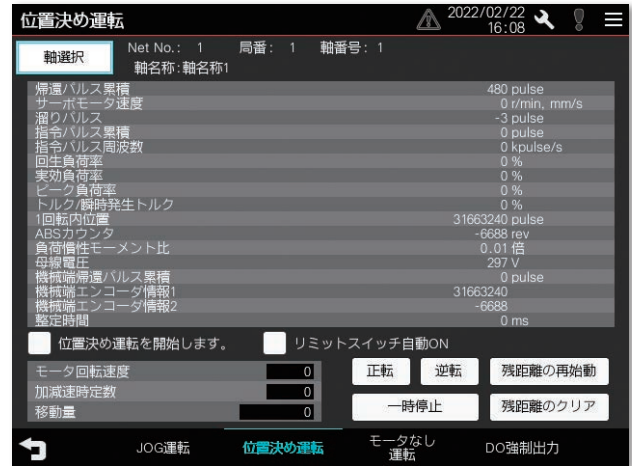 位置決め運転
2022/02/22
16:08
軸選択
Net No.: 1 局番: 1 軸番号: 1
軸名称:軸名称1
帰還パルス累積 480 pulse
サーボモータ速度 0 r/min, mm/s
溜りパルス -3 pulse
指令パルス累積 0 pulse
指令パルス周波数 0 kpulse/s
回生負荷率 0 %
実効負荷率 0 %
ピーク負荷率 0 %
トルク/瞬時発生トルク 0 %
1回転内位置 31663240 pulse
ABSカウンタ -6688 rev
負荷慣性モーメント比 0.01 倍
母線電圧 297 V
機械端帰還パルス累積 0 pulse
機械端エンコーダ情報1 31663240
機械端エンコーダ情報2 -6688
整定時間 0 ms
位置決め運転を開始します。 リミットスイッチ自動ON
モータ回転速度 0
加減速時定数 0
移動量 0
正転 逆転 残距離の再始動
一時停止 残距離のクリア
JOG運転 位置決め運転 モータなし
運転 DO強制出力